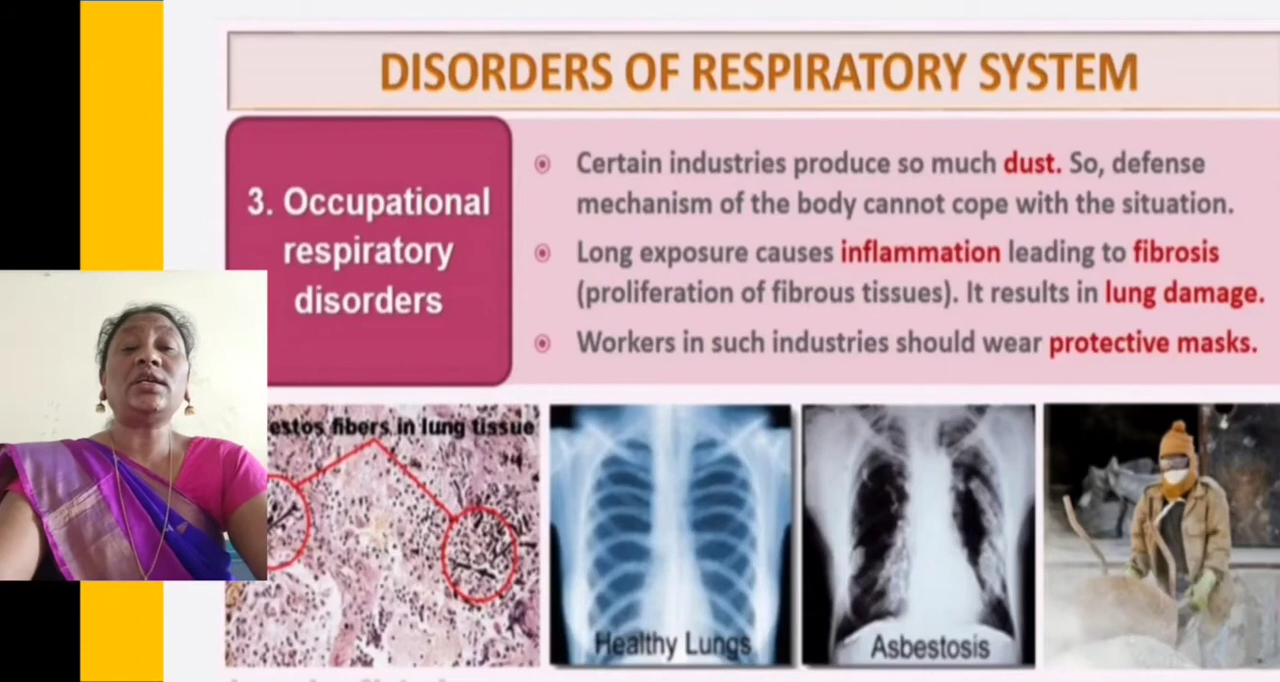 DISORDERS OF RESPIRATORY SYSTEM
3. Occupational
respiratory
disorders
Certain industries produce so much dust. So, defense
mechanism of the body cannot cope with the situation.
Long exposure causes inflammation leading to fibrosis
(proliferation of fibrous tissues). It results in lung damage.
Workers in such industries should wear protective masks.
estos fibers in lung tissue
Healthy Lungs
Asbestosis